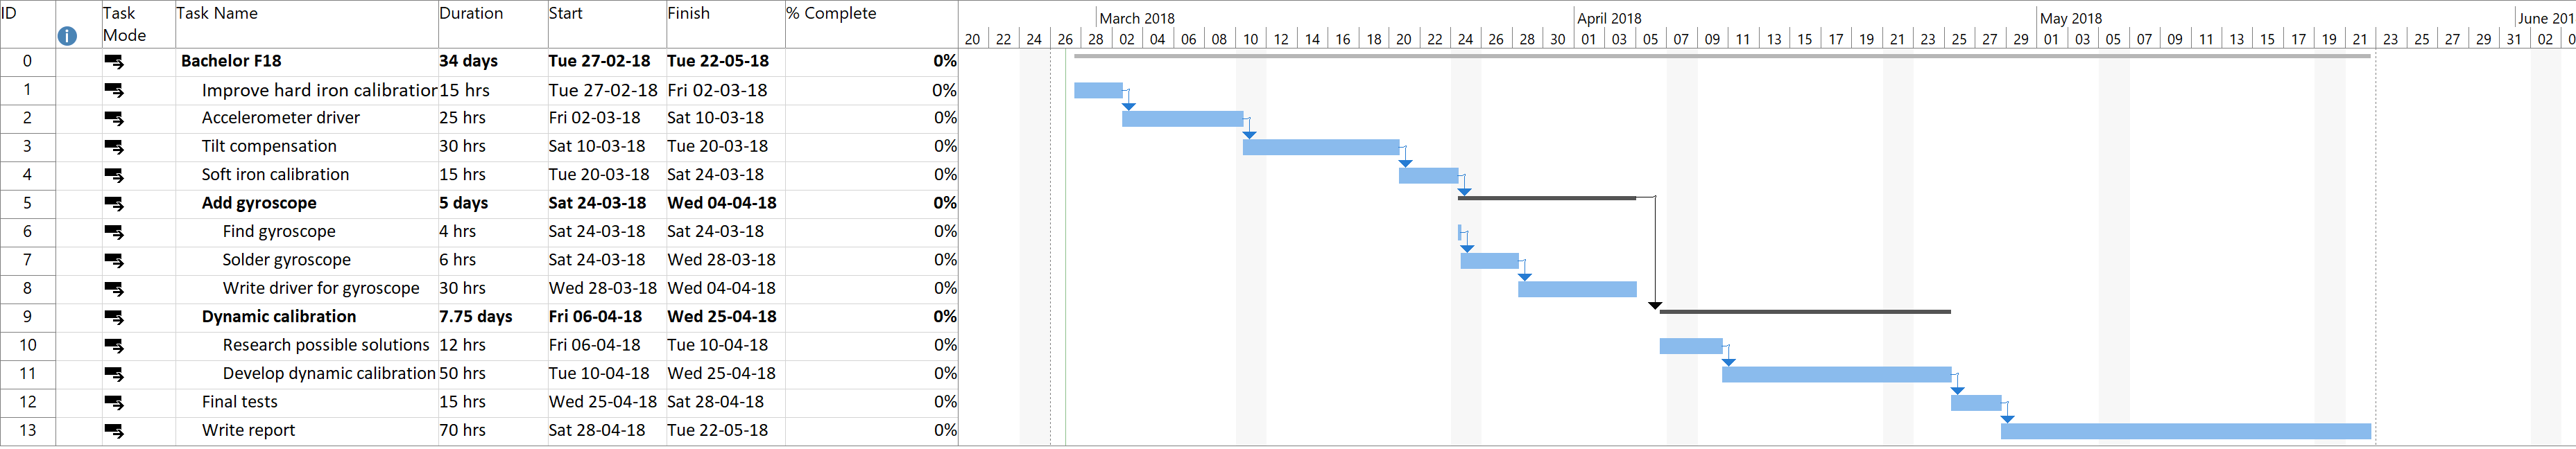 ID Task Mode Task Name Duration Start Finish % Complete
March 2018 April 2018 May 2018 June 201
20 22 24 26 28 02 04 06 08 10 12 14 16 18 20 22 24 26 28 30 01 03 05 07 09 11 13 15 17 19 21 23 25 27 29 01 03 05 07 09 11 13 15 17 19 21 23 25 27 29 31 02 0
0 Bachelor F18 34 days Tue 27-02-18 Tue 22-05-18 0%
1 Improve hard iron calibration 15 hrs Tue 27-02-18 Fri 02-03-18 0%
2 Accelerometer driver 25 hrs Fri 02-03-18 Sat 10-03-18 0%
3 Tilt compensation 30 hrs Sat 10-03-18 Tue 20-03-18 0%
4 Soft iron calibration 15 hrs Tue 20-03-18 Sat 24-03-18 0%
5 Add gyroscope 5 days Sat 24-03-18 Wed 04-04-18 0%
6 Find gyroscope 4 hrs Sat 24-03-18 Sat 24-03-18 0%
7 Solder gyroscope 6 hrs Sat 24-03-18 Wed 28-03-18 0%
8 Write driver for gyroscope 30 hrs Wed 28-03-18 Wed 04-04-18 0%
9 Dynamic calibration 7.75 days Fri 06-04-18 Wed 25-04-18 0%
10 Research possible solutions 12 hrs Fri 06-04-18 Tue 10-04-18 0%
11 Develop dynamic calibration 50 hrs Tue 10-04-18 Wed 25-04-18 0%
12 Final tests 15 hrs Wed 25-04-18 Sat 28-04-18 0%
13 Write report 70 hrs Sat 28-04-18 Tue 22-05-18 0%